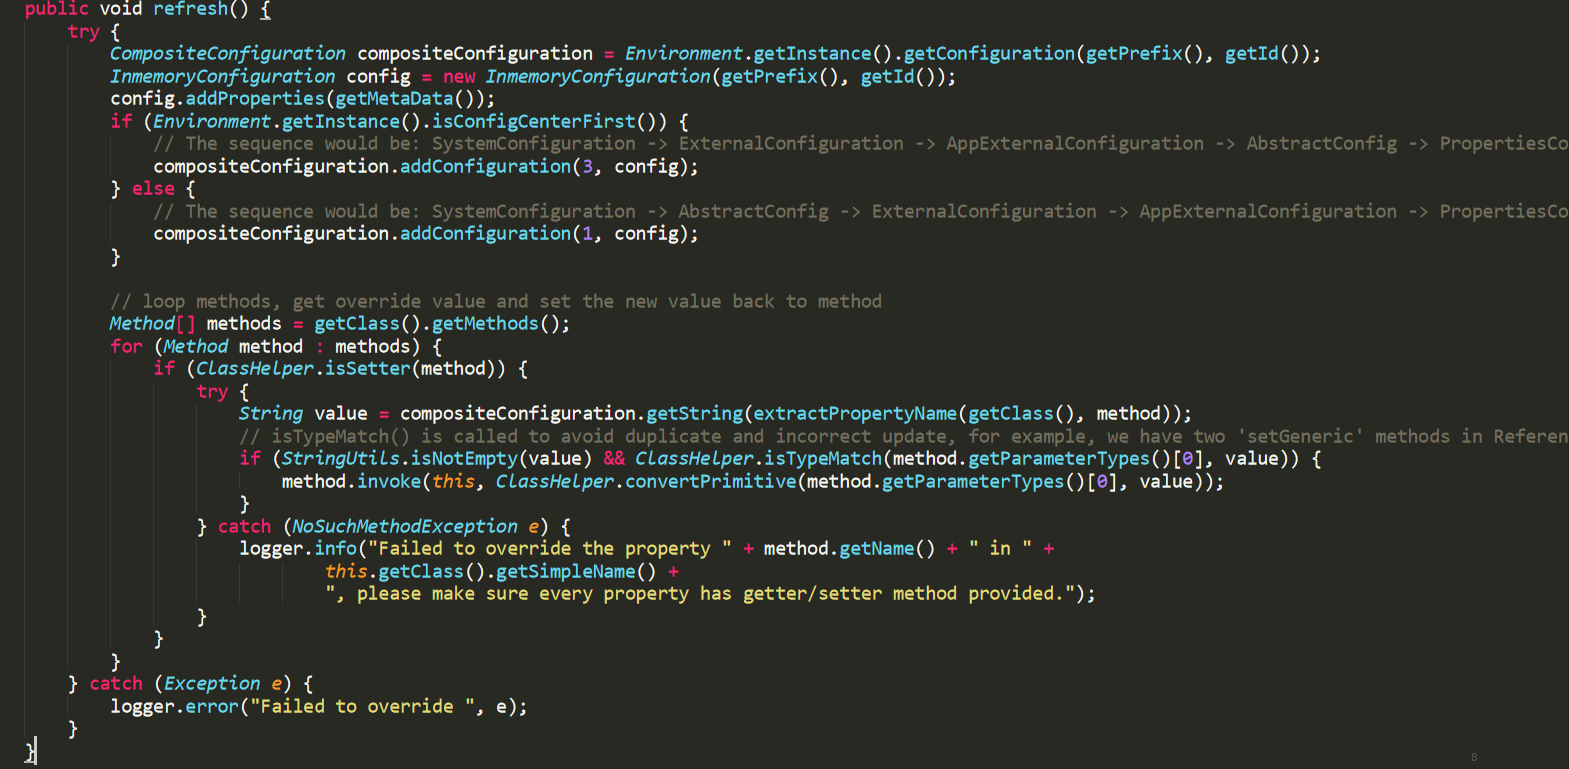 public void refresh() {
try {
CompositeConfiguration compositeConfiguration = Environment.getInstance().getConfiguration(getPrefix(), getId());
InmemoryConfiguration config = new InmemoryConfiguration(getPrefix(), getId());
config.addProperties(getMetaData());
if (Environment.getInstance().isConfigCenterFirst()) {
// The sequence would be: SystemConfiguration -> ExternalConfiguration -> AppExternalConfiguration -> AbstractConfig -> PropertiesCo
compositeConfiguration.addConfiguration(3, config);
} else {
// The sequence would be: SystemConfiguration -> AbstractConfig -> ExternalConfiguration -> AppExternalConfiguration -> PropertiesCo
compositeConfiguration.addConfiguration(1, config);
}
// loop methods, get override value and set the new value back to method
Method[] methods = getClass().getMethods();
for (Method method : methods) {
if (ClassHelper.isSetter(method)) {
try {
String value = compositeConfiguration.getString(extractPropertyName(getClass(), method));
// isTypeMatch() is called to avoid duplicate and incorrect update, for example, we have two 'setGeneric' methods in Referen
if (StringUtils.isNotEmpty(value) && ClassHelper.isTypeMatch(method.getParameterTypes()[0], value)) {
method.invoke(this, ClassHelper.convertPrimitive(method.getParameterTypes()[0], value));
}
} catch (NoSuchMethodException e) {
logger.info("Failed to override the property " + method.getName() + " in " +
this.getClass().getSimpleName() +
", please make sure every property has getter/setter method provided.");
}
}
}
} catch (Exception e) {
logger.error("Failed to override ", e);
}
}
8